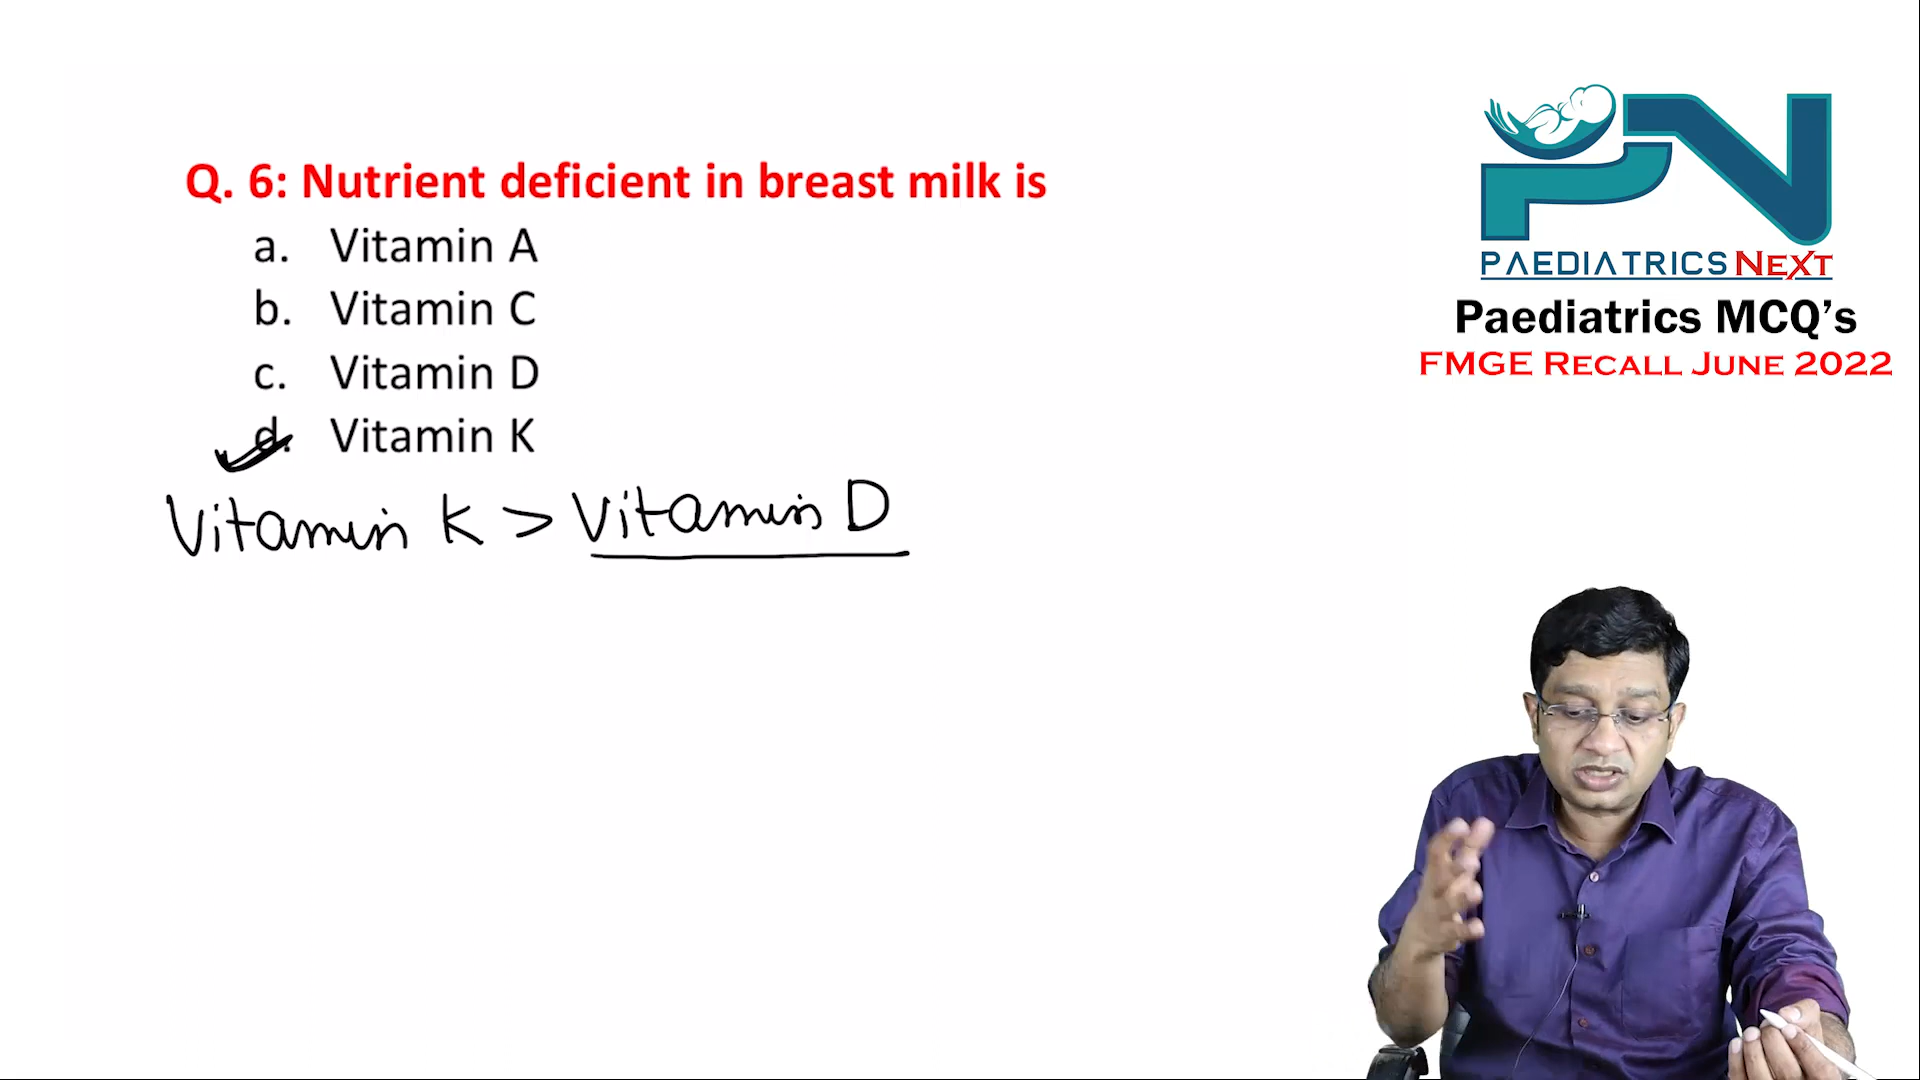 Q. 6: Nutrient deficient in breast milk is
a. Vitamin A
b. Vitamin C
c. Vitamin D
d. Vitamin K
Vitamin K > Vitamin D
PN
PAEDIATRICS NEXT
Paediatrics MCQ's
FMGE RECALL JUNE 2022